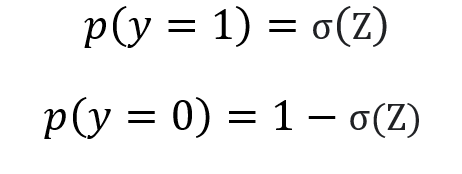 p(y = 1) = σ(Z)
p(y = 0) = 1 − σ(Z)